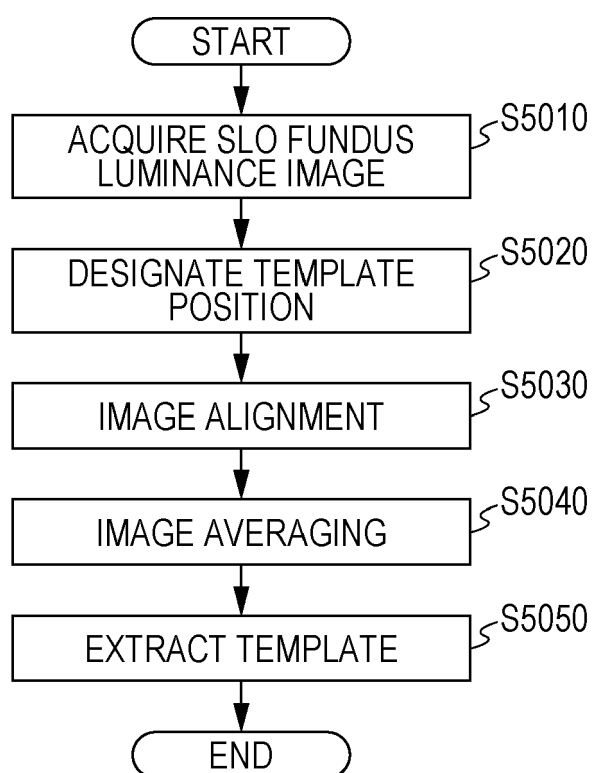 START
ACQUIRE SLO FUNDUS
LUMINANCE IMAGE
S5010
DESIGNATE TEMPLATE
POSITION
S5020
IMAGE ALIGNMENT
S5030
IMAGE AVERAGING
S5040
EXTRACT TEMPLATE
S5050
END